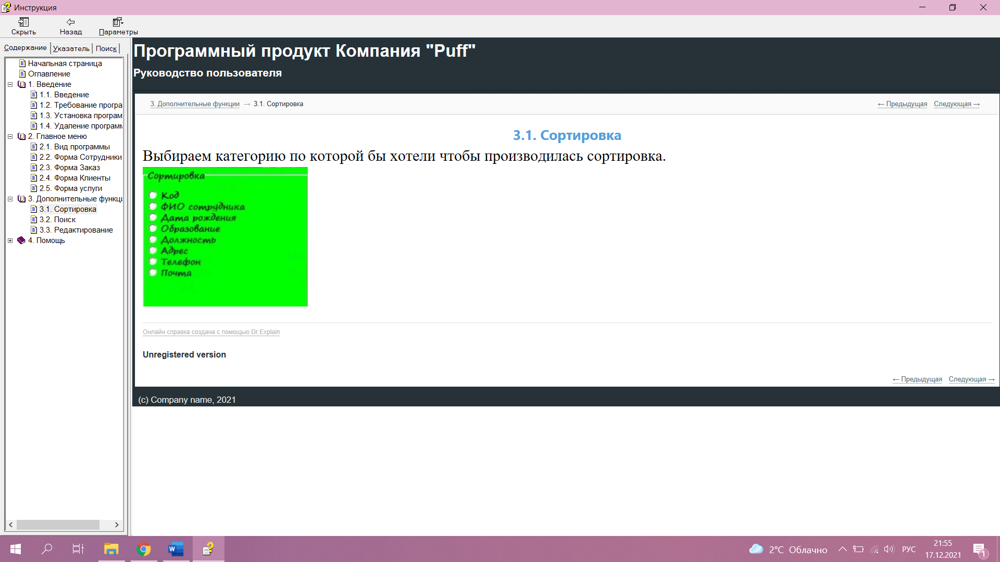 Инструкция
Скрыть
Назад
Параметры
Содержание
Указатель
Поиск
Начальная страница
Оглавление
1. Введение
1.1. Введение
1.2. Требование програ
1.3. Установка програм
1.4. Удаление программ
2. Главное меню
2.1. Вид программы
2.2. Форма Сотрудники
2.3. Форма Заказ
2.4. Форма Клиенты
2.5. Форма услуги
3. Дополнительные функци
3.1. Сортировка
3.2. Поиск
3.3. Редактирование
4. Помощь
Программный продукт Компания "Puff"
Руководство пользователя
3. Дополнительные функции → 3.1. Сортировка
← Предыдущая Следующая →
3.1. Сортировка
Выбираем категорию по которой бы хотели чтобы производилась сортировка.
Сортировка
Код
ФИО сотрудника
Дата рождения
Образование
Должность
Адрес
Телефон
Почта
Онлайн справка создана с помощью Dr.Explain
Unregistered version
← Предыдущая Следующая →
(c) Company name, 2021
2°C Облачно
РУС
21:55
17.12.2021
1